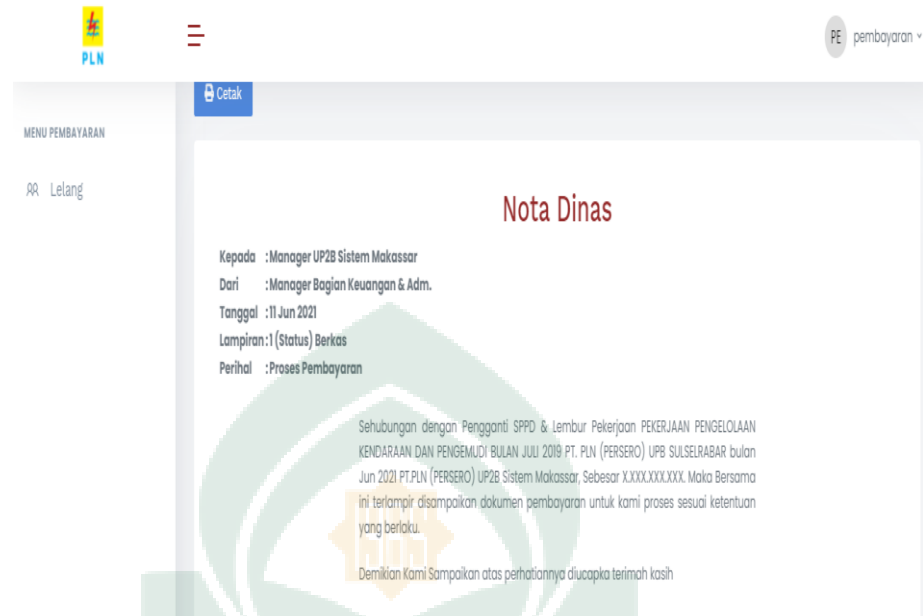 PLN
PE pembayaran
Cetak
MENU PEMBAYARAN
Lelang
Nota Dinas
Kepada : Manager UP2B Sistem Makassar
Dari : Manager Bagian Keuangan & Adm.
Tanggal : 11 Jun 2021
Lampiran : 1 (Status) Berkas
Perihal : Proses Pembayaran
Sehubungan dengan Pengganti SPPD & Lembur Pekerjaan PEKERJAAN PENGELOLAAN
KENDARAAN DAN PENGEMUDI BULAN JULI 2019 PT. PLN (PERSERO) UPB SULSELRABAR bulan
Jun 2021 PT.PLN (PERSERO) UP2B Sistem Makassar, Sebesar X.XXX.XXX.XXX. Maka Bersama
ini terlampir disampaikan dokumen pembayaran untuk kami proses sesuai ketentuan
yang berlaku.
Demikian Kami Sampaikan atas perhatiannya diucapka terimah kasih